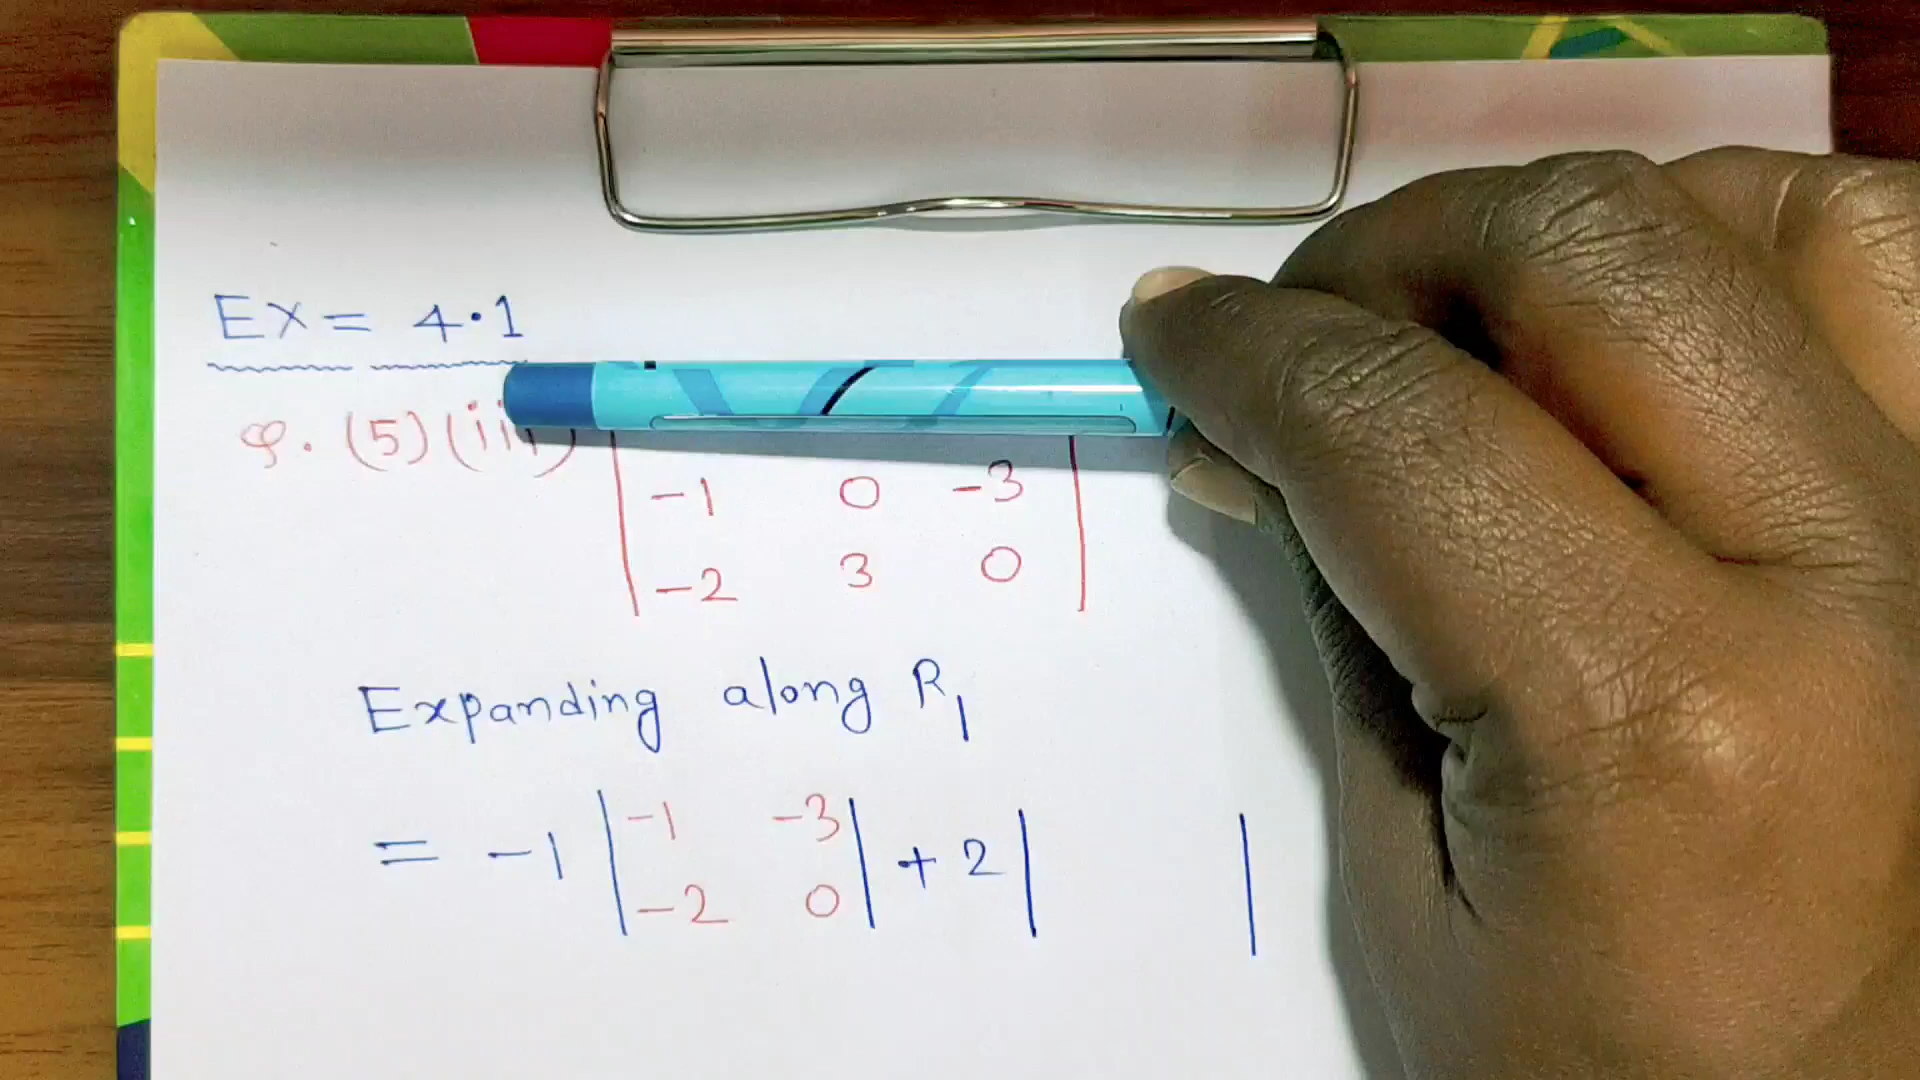 EX = 4.1
Q. (5) (iii)
-1 0 -3
-2 3 0
Expanding along R1
= -1 | -1 -3 | + 2 | |
-2 0